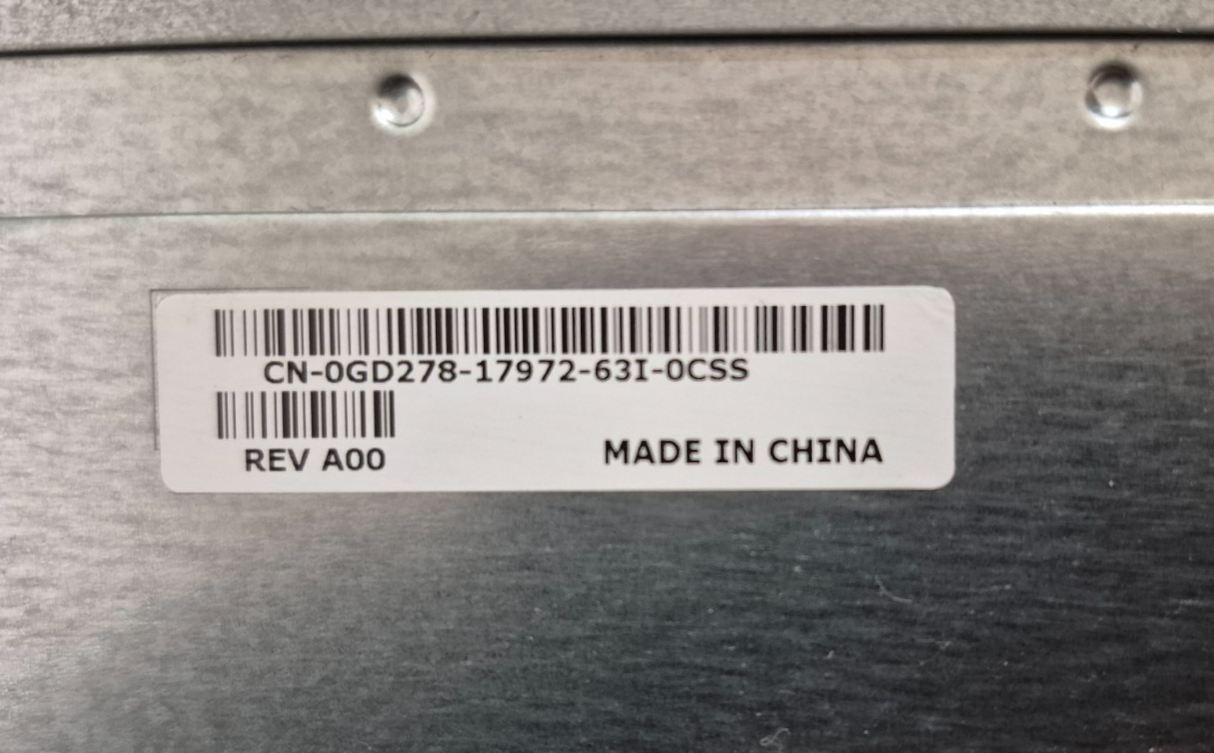 CN-0GD278-17972-63I-0CSS
REV A00
MADE IN CHINA